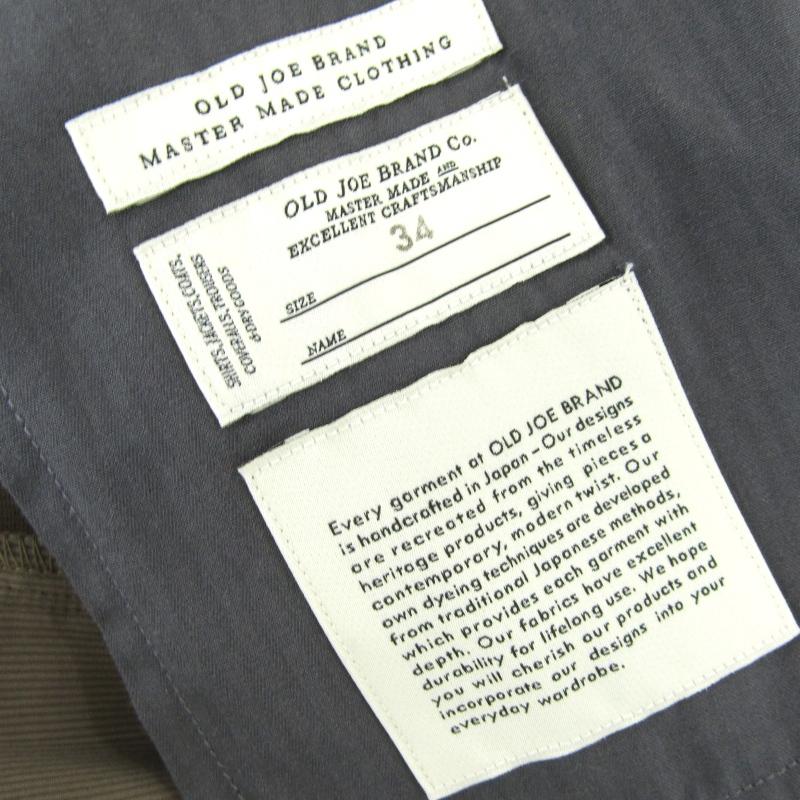 OLD JOE BRAND
MASTER MADE CLOTHING
OLD JOE BRAND Co.
MASTER MADE AND
EXCELLENT CRAFTSMANSHIP
34
SIZE
NAME
SHIRTS, JACKETS, COATS,
COVERALLS, TROUSERS
& DRY GOODS
Every garment at OLD JOE BRAND
is handcrafted in Japan-Our designs
are recreated from the timeless
heritage products, giving pieces a
contemporary, modern twist. Our
own dyeing techniques are developed
from traditional Japanese methods,
which provides each garment with
depth. Our fabrics have excellent
durability for lifelong use. We hope
you will cherish our products and
incorporate our designs into your
everyday wardrobe.